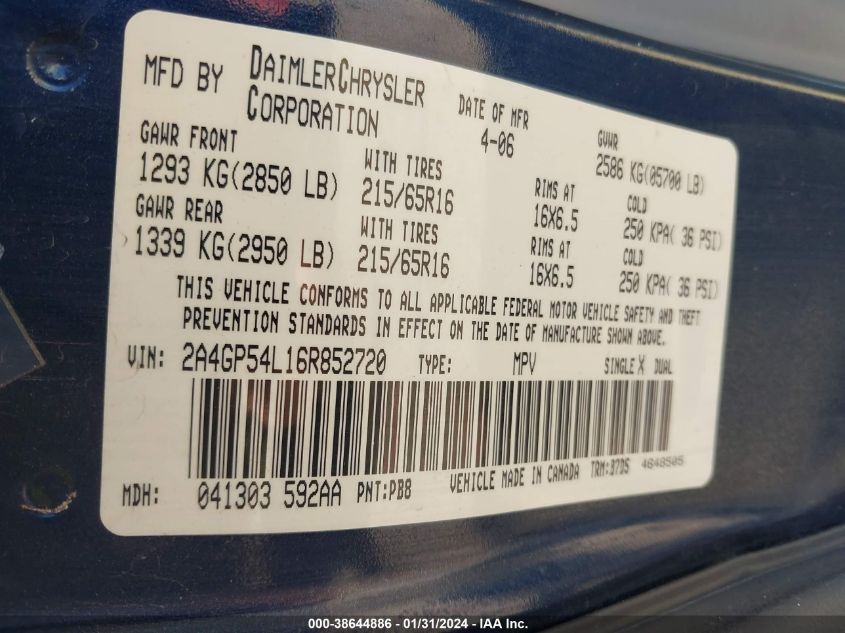 MFD BY DAIMLERCHRYSLER CORPORATION
DATE OF MFR 4-06
GVWR 2586 KG(05700 LB)
GAWR FRONT WITH TIRES RIMS AT COLD
1293 KG(2850 LB) 215/65R16 16X6.5 250 KPA( 36 PSI)
GAWR REAR WITH TIRES RIMS AT COLD
1339 KG(2950 LB) 215/65R16 16X6.5 250 KPA( 36 PSI)
THIS VEHICLE CONFORMS TO ALL APPLICABLE FEDERAL MOTOR VEHICLE SAFETY AND THEFT
PREVENTION STANDARDS IN EFFECT ON THE DATE OF MANUFACTURE SHOWN ABOVE.
VIN: 2A4GP54L16R852720 TYPE: MPV SINGLE X DUAL
MDH: 041303 592AA PNT:PB8 VEHICLE MADE IN CANADA TRM:B7D5 4648505
000-38644886 - 01/31/2024 - IAA Inc.